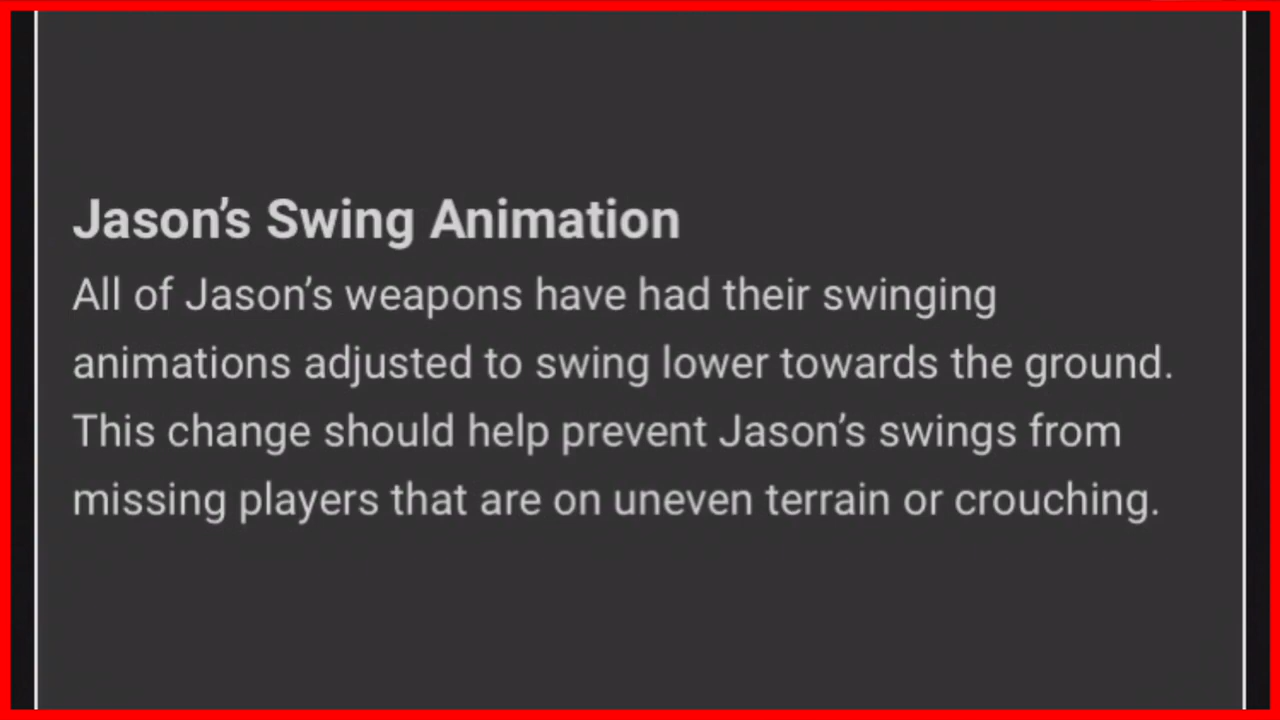 Jason’s Swing Animation
All of Jason’s weapons have had their swinging
animations adjusted to swing lower towards the ground.
This change should help prevent Jason’s swings from
missing players that are on uneven terrain or crouching.